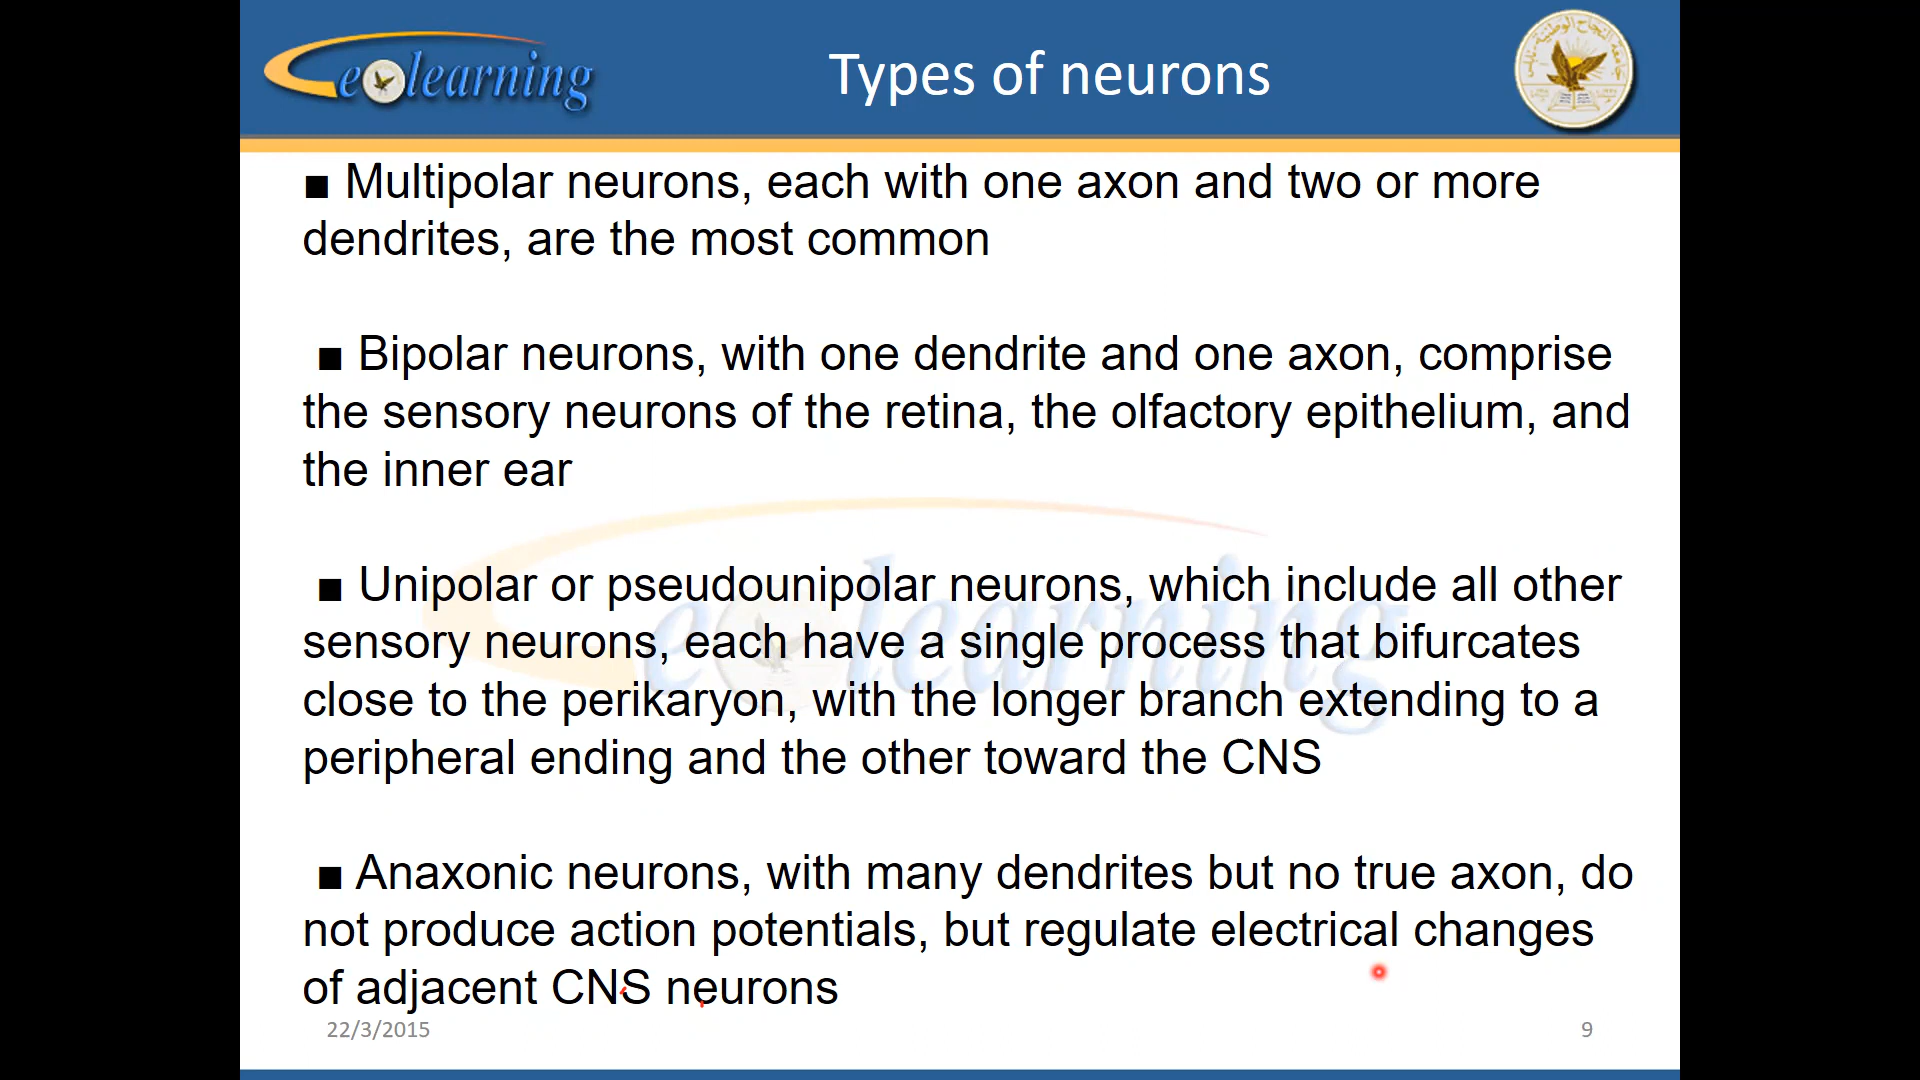 elearning
Types of neurons
■ Multipolar neurons, each with one axon and two or more
dendrites, are the most common
■ Bipolar neurons, with one dendrite and one axon, comprise
the sensory neurons of the retina, the olfactory epithelium, and
the inner ear
■ Unipolar or pseudounipolar neurons, which include all other
sensory neurons, each have a single process that bifurcates
close to the perikaryon, with the longer branch extending to a
peripheral ending and the other toward the CNS
■ Anaxonic neurons, with many dendrites but no true axon, do
not produce action potentials, but regulate electrical changes
of adjacent CNS neurons
22/3/2015
9
elearning